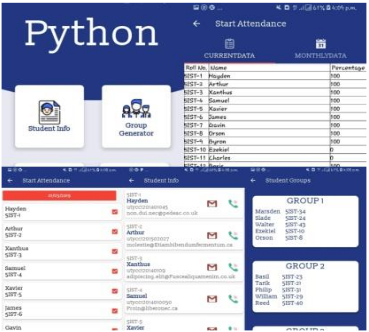 Python
Student Info
Group
Generator
6:05 p.m.
← Start Attendance
CURRENTDATA MONTHLYDATA
Roll No. Name Percentage
SIST-1 Hayden 100
SIST-2 Arthur 100
SIST-3 Xanthus 100
SIST-4 Samuel 100
SIST-5 Xavier 100
SIST-6 James 100
SIST-7 Gavin 100
SIST-8 Orson 100
SIST-9 Byron 100
SIST-10 Ezekiel 0
SIST-11 Charles 0
← Start Attendance
Hayden
SIST-1
Arthur
SIST-2
Xanthus
SIST-3
Samuel
SIST-4
Xavier
SIST-5
James
SIST-6
Gavin
← Student Info
SIST-1
Hayden
SIST-2
Arthur
SIST-3
Xanthus
SIST-4
Samuel
SIST-5
Xavier
← Student Groups
GROUP 1
Marsden SIST-34
Slade SIST-24
Walter SIST-43
Ezekiel SIST-10
Orson SIST-8
GROUP 2
Basil SIST-23
Tarik SIST-21
Philip SIST-31
William SIST-29
Reed SIST-40